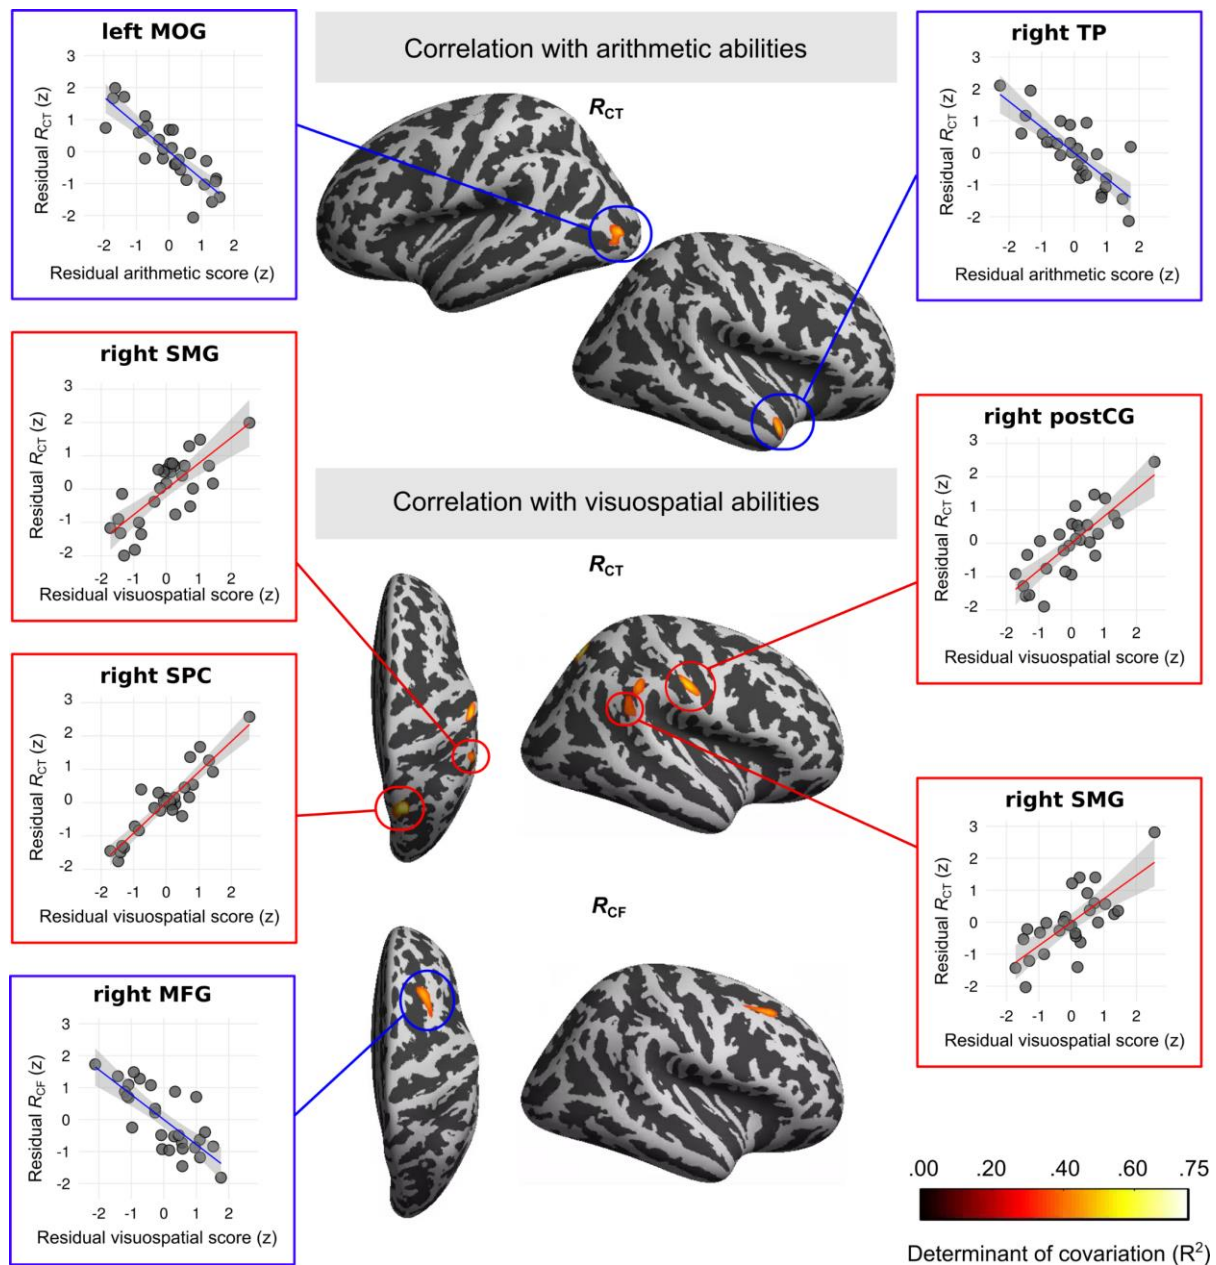 left MOG
3
2
1
0
-1
-2
Residual RCT (z)
-2 -1 0 1 2
Residual arithmetic score (z)
Correlation with arithmetic abilities
RCT
right TP
3
2
1
0
-1
-2
Residual RCT (z)
-2 -1 0 1 2
Residual arithmetic score (z)
right SMG
3
2
1
0
-1
-2
Residual RCT (z)
-2 -1 0 1 2
Residual visuospatial score (z)
Correlation with visuospatial abilities
RCT
right postCG
3
2
1
0
-1
-2
Residual RCT (z)
-2 -1 0 1 2
Residual visuospatial score (z)
right SPC
3
2
1
0
-1
-2
Residual RCT (z)
-2 -1 0 1 2
Residual visuospatial score (z)
right SMG
3
2
1
0
-1
-2
Residual RCT (z)
-2 -1 0 1 2
Residual visuospatial score (z)
RCF
right MFG
3
2
1
0
-1
-2
Residual RCF (z)
-2 -1 0 1 2
Residual visuospatial score (z)
.00 .20 .40 .60 .75
Determinant of covariation (R²)